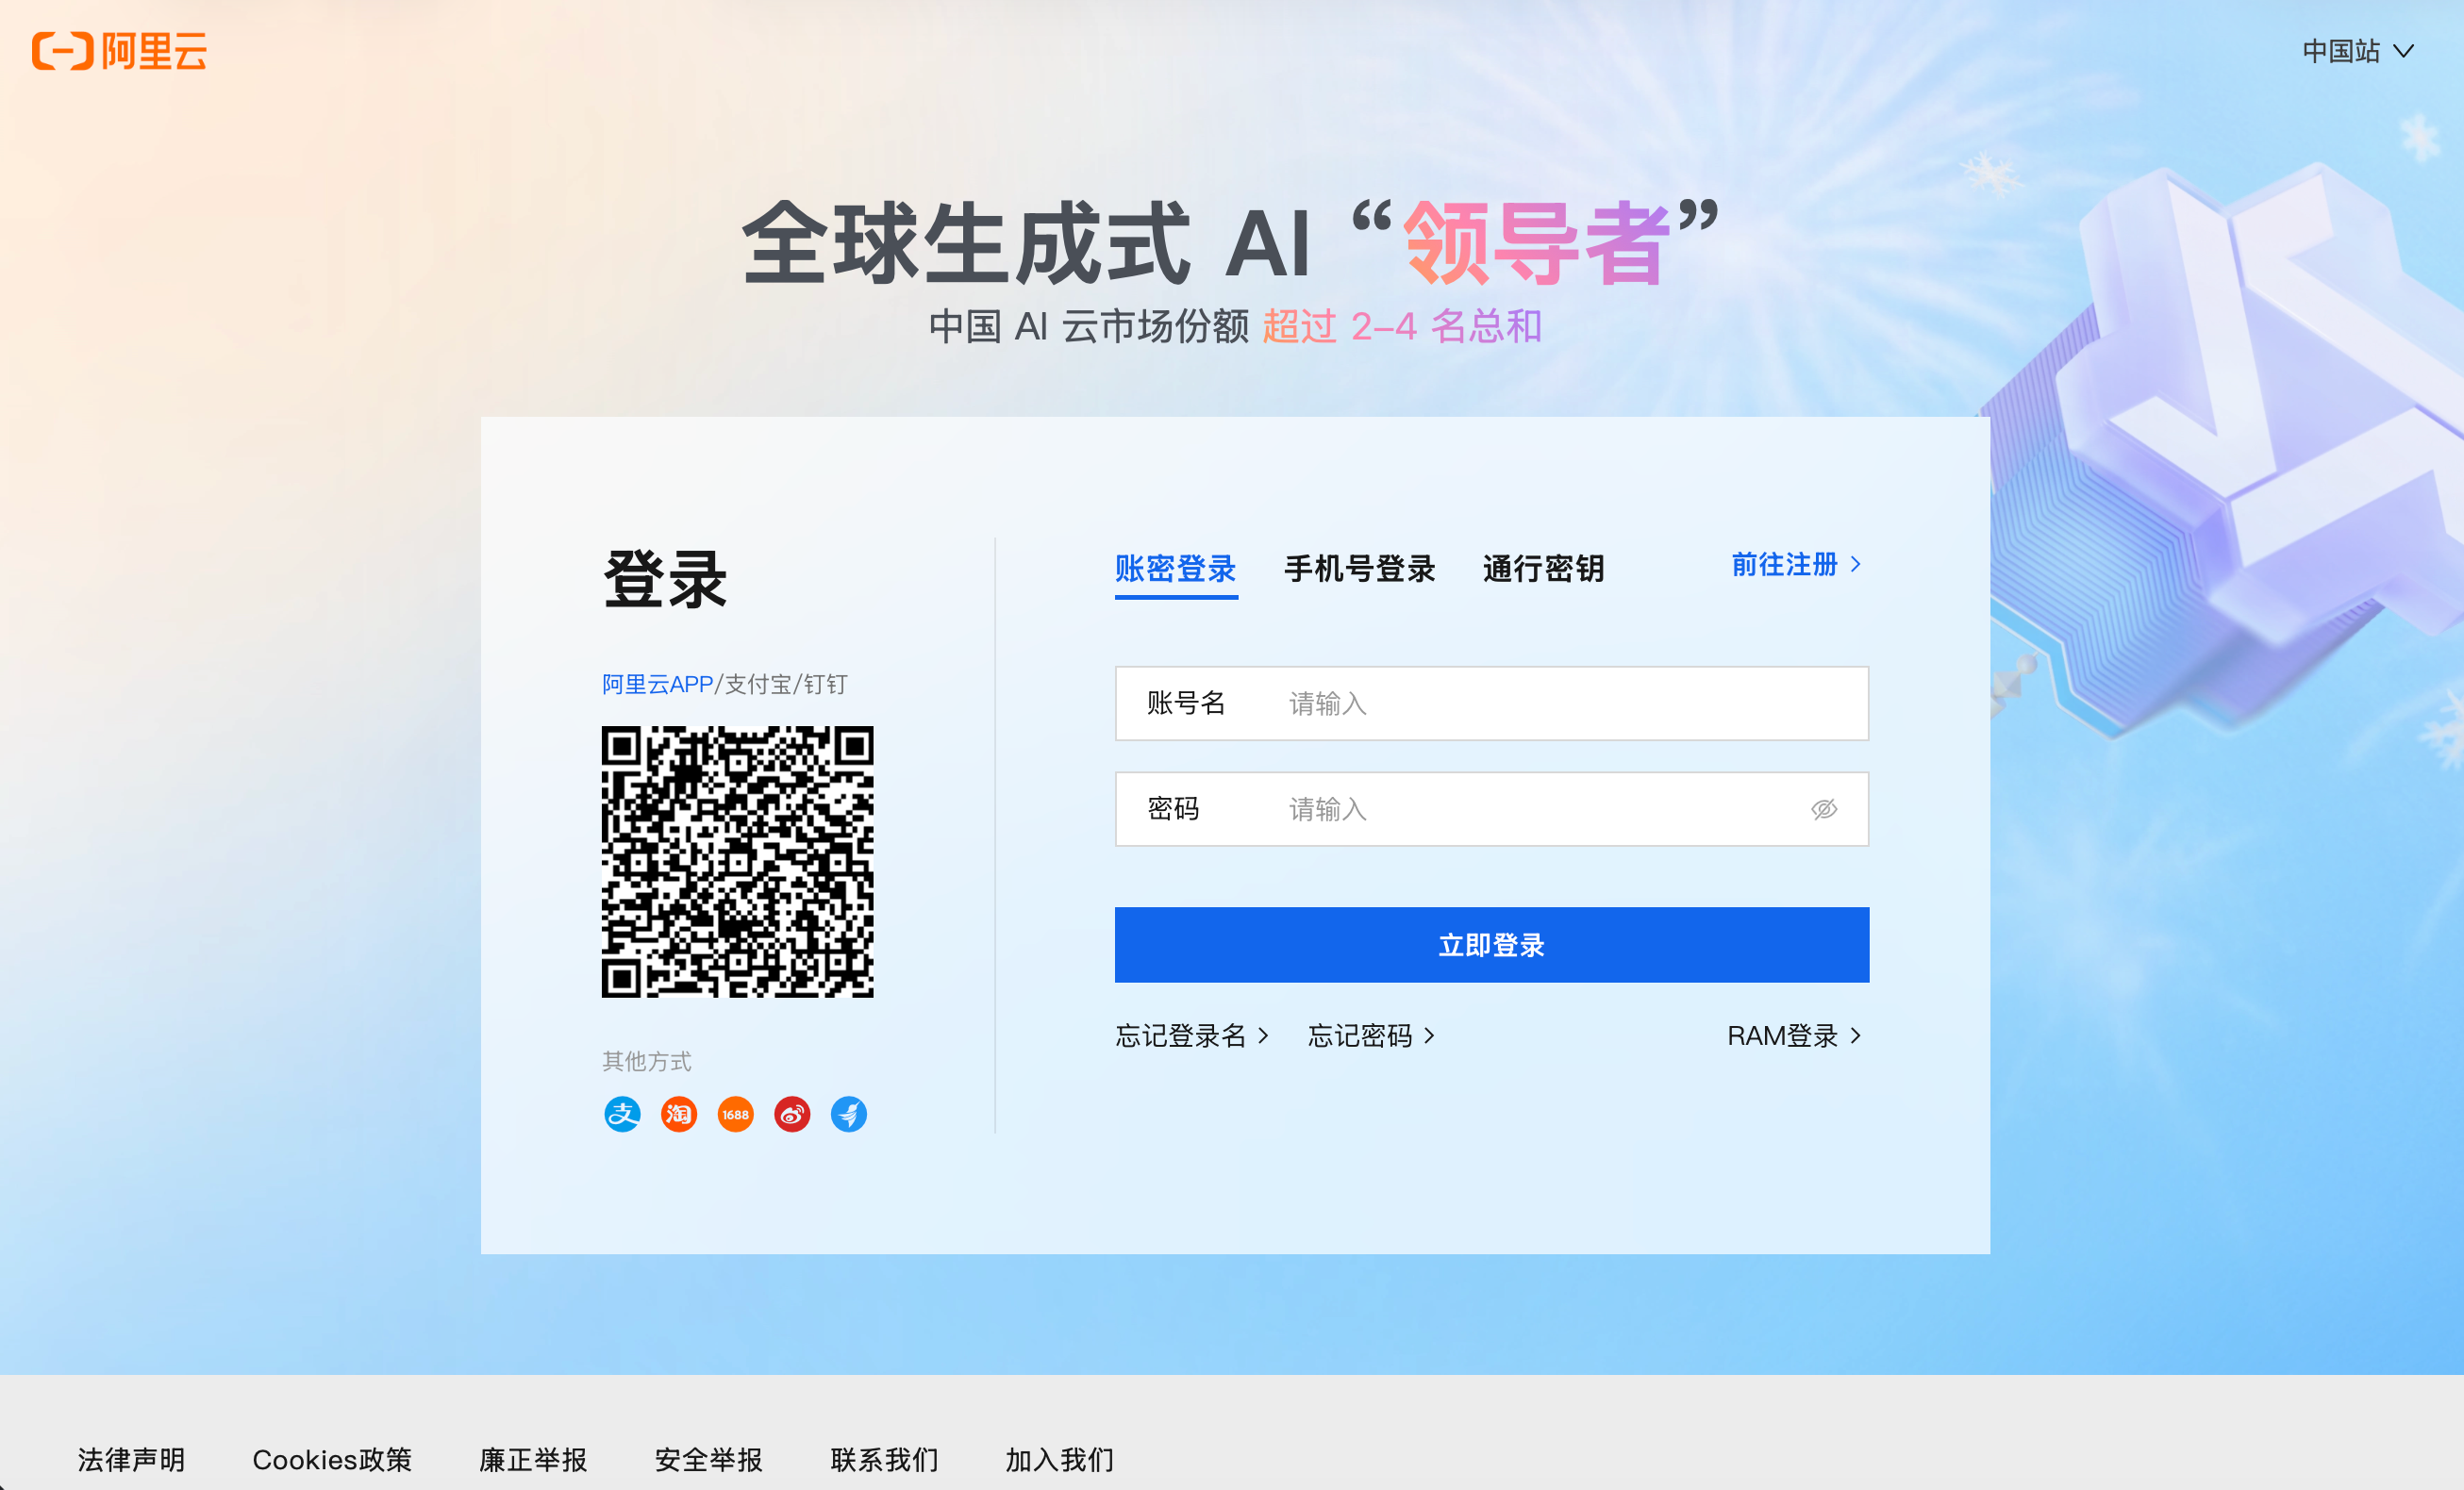 阿里云
中国站
全球生成式 AI “领导者”
中国 AI 云市场份额 超过 2–4 名总和
登录
阿里云APP/支付宝/钉钉
其他方式
支 淘 1688
账密登录 手机号登录 通行密钥 前往注册
账号名 请输入
密码 请输入
立即登录
忘记登录名 忘记密码 RAM登录
法律声明 Cookies政策 廉正举报 安全举报 联系我们 加入我们